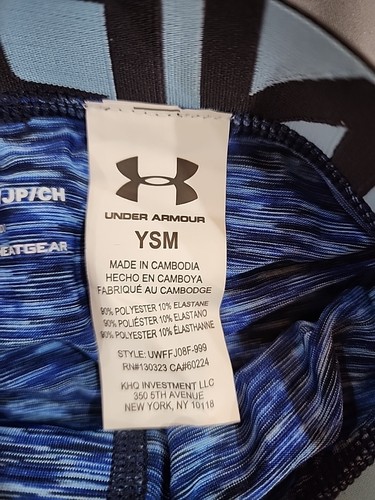 JP/CH
HEATGEAR
UNDER ARMOUR
YSM
MADE IN CAMBODIA
HECHO EN CAMBOYA
FABRIQUÉ AU CAMBODGE
90% POLYESTER 10% ELASTANE
90% POLIÉSTER 10% ELASTANO
90% POLYESTER 10% ÉLASTHANNE
STYLE: UWFFJ08F-999
RN#130323 CA#60224
KHQ INVESTMENT LLC
350 5TH AVENUE
NEW YORK, NY 10118